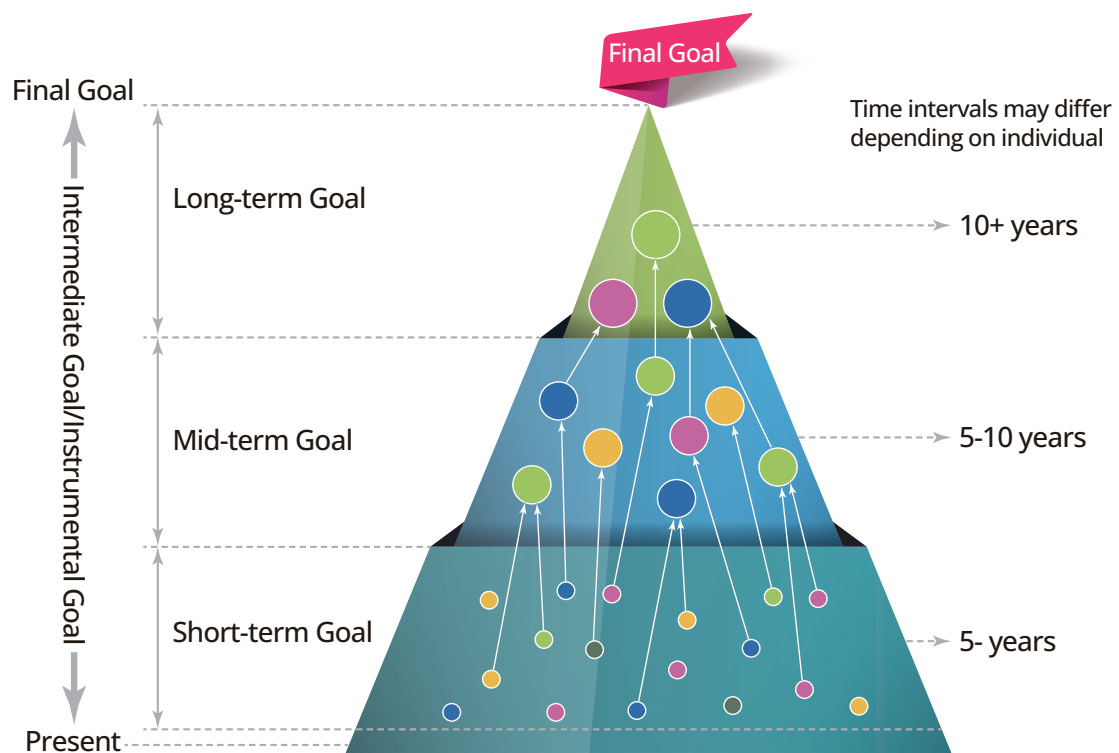 Final Goal
Final Goal
Time intervals may differ
depending on individual
Intermediate Goal/Instrumental Goal
Long-term Goal
10+ years
Mid-term Goal
5-10 years
Short-term Goal
5- years
Present